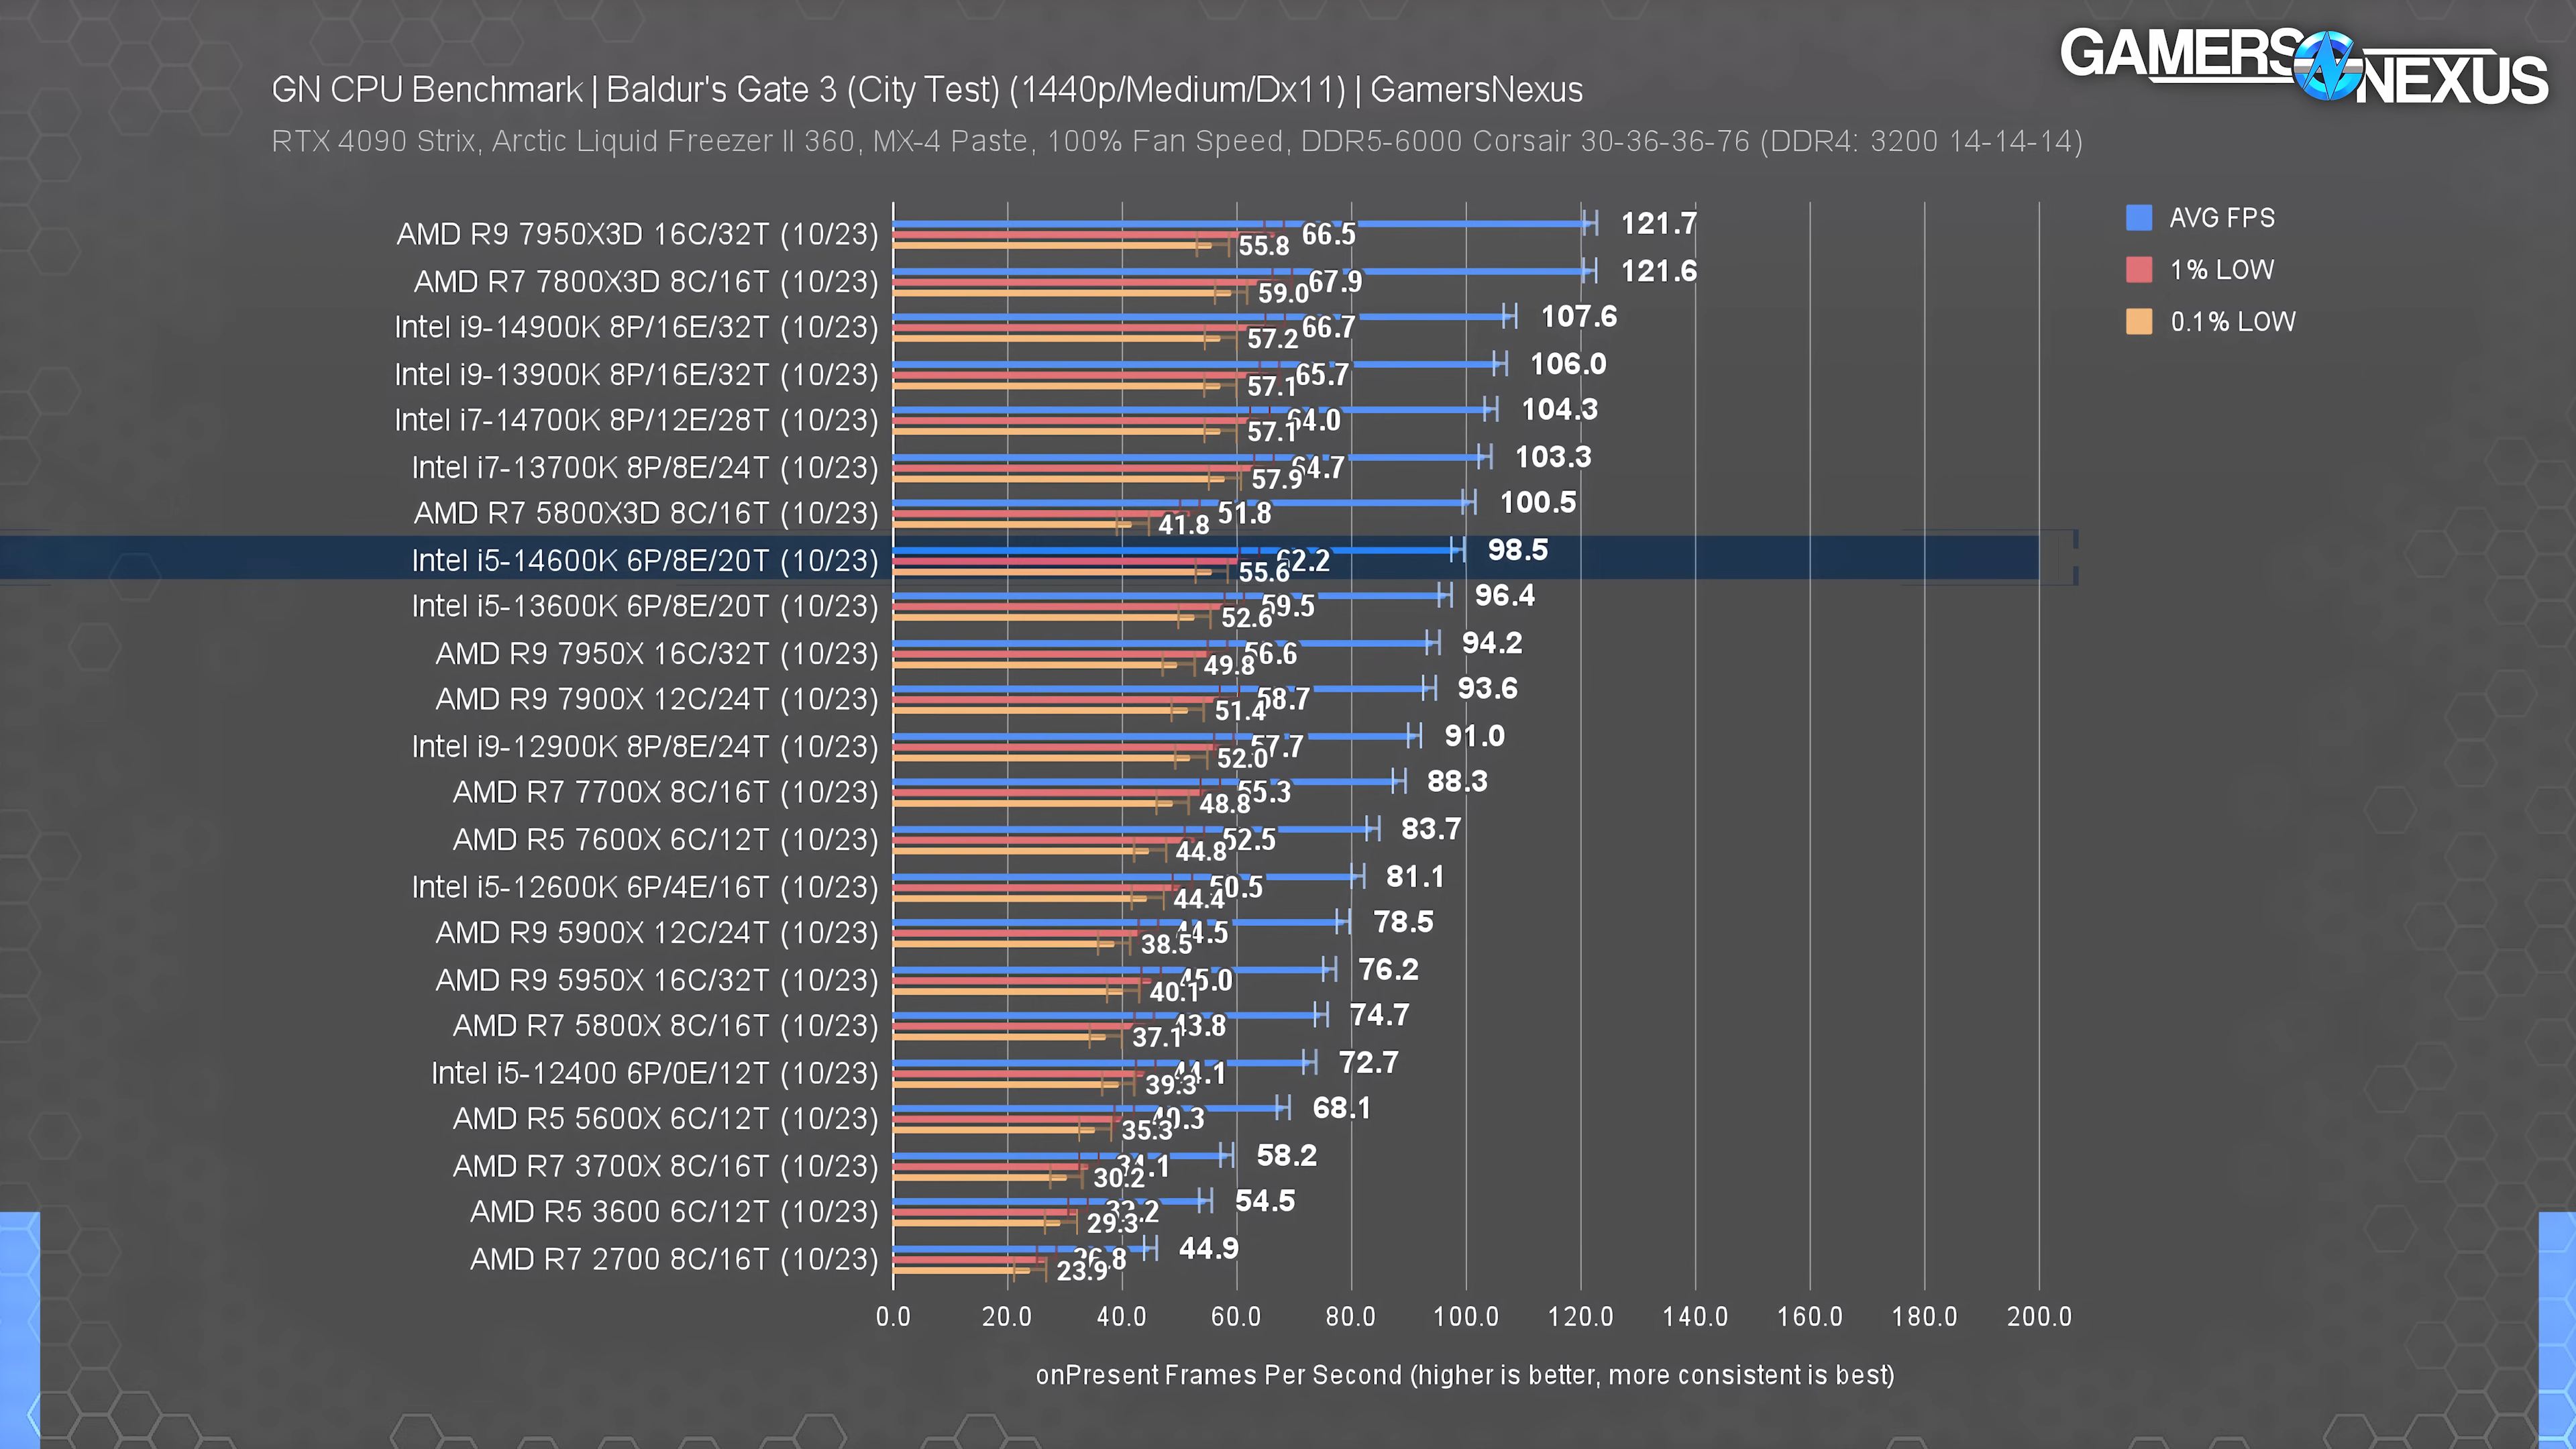 GAMERS NEXUS
GN CPU Benchmark | Baldur's Gate 3 (City Test) (1440p/Medium/Dx11) | GamersNexus
RTX 4090 Strix, Arctic Liquid Freezer II 360, MX-4 Paste, 100% Fan Speed, DDR5-6000 Corsair 30-36-36-76 (DDR4: 3200 14-14-14)
AVG FPS
1% LOW
0.1% LOW
AMD R9 7950X3D 16C/32T (10/23) 121.7 66.5 55.8
AMD R7 7800X3D 8C/16T (10/23) 121.6 67.9 59.0
Intel i9-14900K 8P/16E/32T (10/23) 107.6 66.7 57.2
Intel i9-13900K 8P/16E/32T (10/23) 106.0 65.7 57.1
Intel i7-14700K 8P/12E/28T (10/23) 104.3 64.0 57.1
Intel i7-13700K 8P/8E/24T (10/23) 103.3 64.7 57.9
AMD R7 5800X3D 8C/16T (10/23) 100.5 51.8 41.8
Intel i5-14600K 6P/8E/20T (10/23) 98.5 62.2 55.6
Intel i5-13600K 6P/8E/20T (10/23) 96.4 59.5 52.6
AMD R9 7950X 16C/32T (10/23) 94.2 56.6 49.8
AMD R9 7900X 12C/24T (10/23) 93.6 58.7 51.4
Intel i9-12900K 8P/8E/24T (10/23) 91.0 57.7 52.0
AMD R7 7700X 8C/16T (10/23) 88.3 55.3 48.8
AMD R5 7600X 6C/12T (10/23) 83.7 52.5 44.8
Intel i5-12600K 6P/4E/16T (10/23) 81.1 50.5 44.4
AMD R9 5900X 12C/24T (10/23) 78.5 44.5 38.5
AMD R9 5950X 16C/32T (10/23) 76.2 45.0 40.1
AMD R7 5800X 8C/16T (10/23) 74.7 43.8 37.1
Intel i5-12400 6P/0E/12T (10/23) 72.7 44.1 39.3
AMD R5 5600X 6C/12T (10/23) 68.1 40.3 35.3
AMD R7 3700X 8C/16T (10/23) 58.2 34.1 30.2
AMD R5 3600 6C/12T (10/23) 54.5 32.2 29.3
AMD R7 2700 8C/16T (10/23) 44.9 26.8 23.9
0.0 20.0 40.0 60.0 80.0 100.0 120.0 140.0 160.0 180.0 200.0
onPresent Frames Per Second (higher is better, more consistent is best)